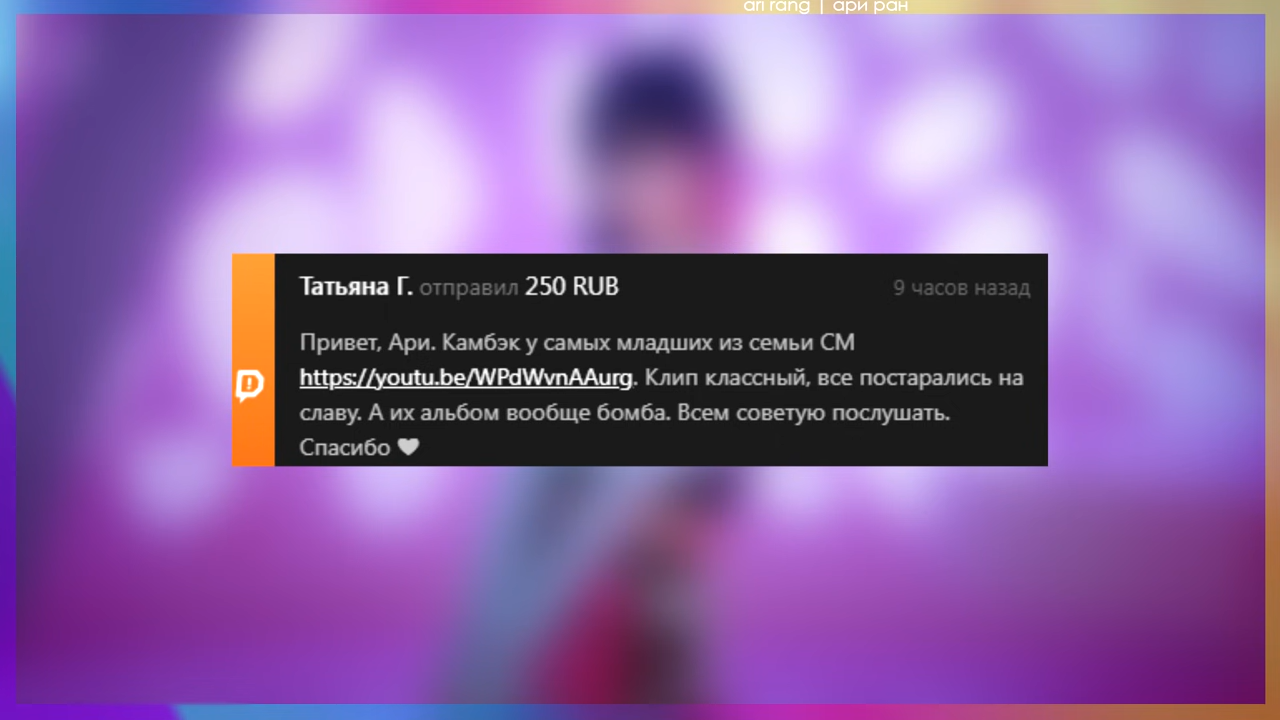 ari rang | ари ран
Татьяна Г. отправил 250 RUB
9 часов назад
Привет, Ари. Камбэк у самых младших из семьи СМ
https://youtu.be/WPdWvnAAurg. Клип классный, все постарались на
славу. А их альбом вообще бомба. Всем советую послушать.
Спасибо 🤍